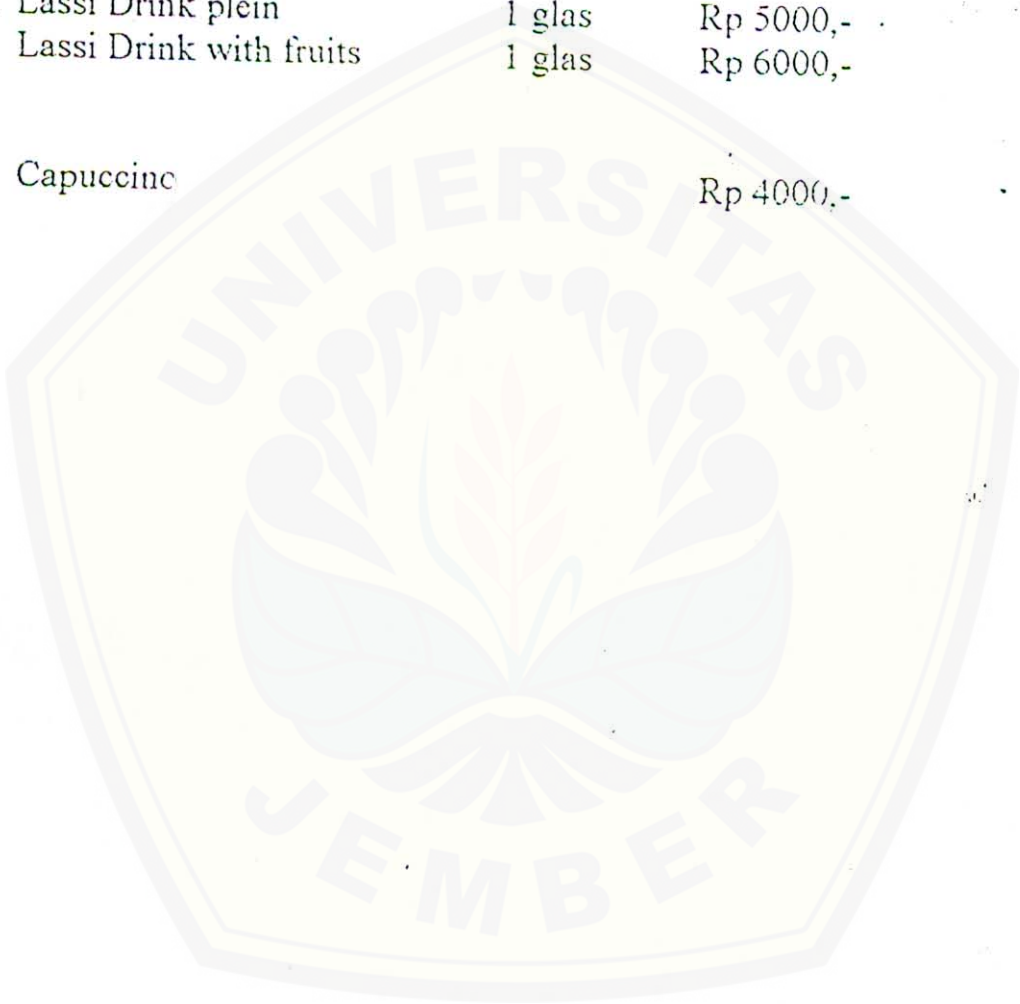 Lassi Drink plein 1 glas Rp 5000,-
Lassi Drink with fruits 1 glas Rp 6000,-
Capuccino Rp 4000,-
UNIVERSITAS
JEMBER